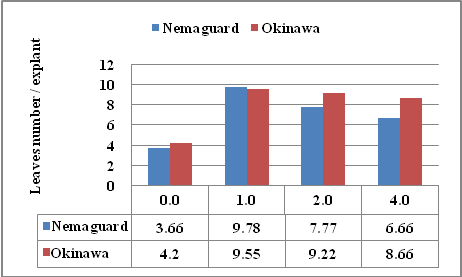 Nemaguard Okinawa
Leaves number / explant
12
10
8
6
4
2
0
0.0 1.0 2.0 4.0
Nemaguard 3.66 9.78 7.77 6.66
Okinawa 4.2 9.55 9.22 8.66